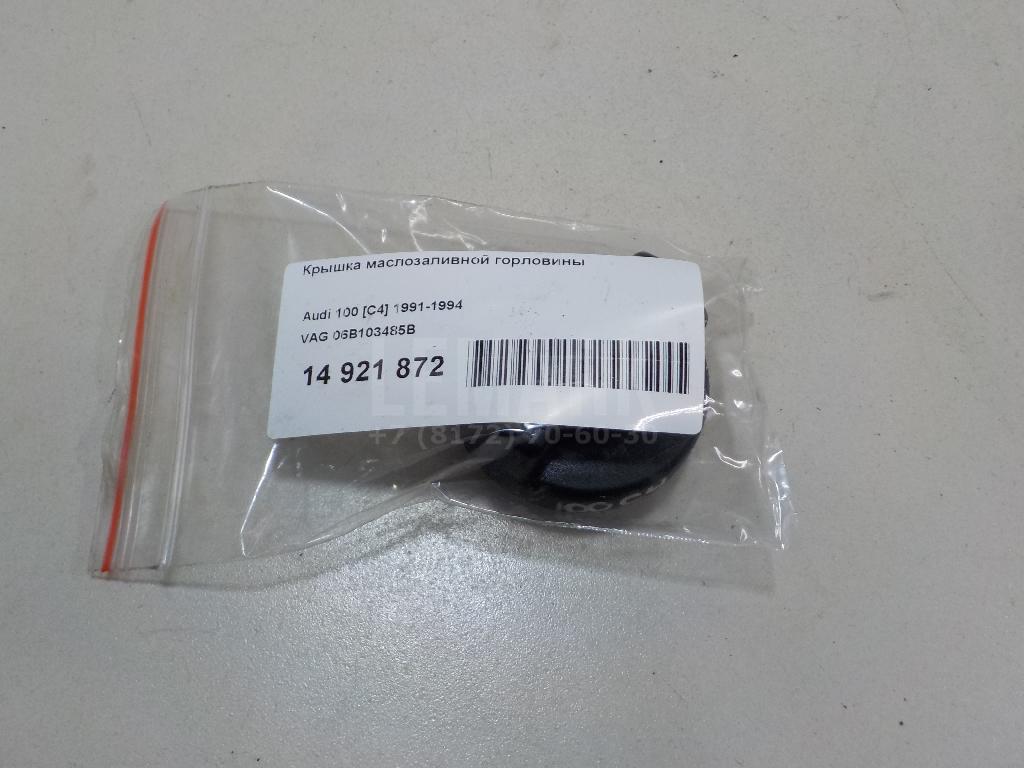 Крышка маслозаливной горловины
Audi 100 [C4] 1991-1994
VAG 06B103485B
14 921 872
+7 (8172) 70-60-30